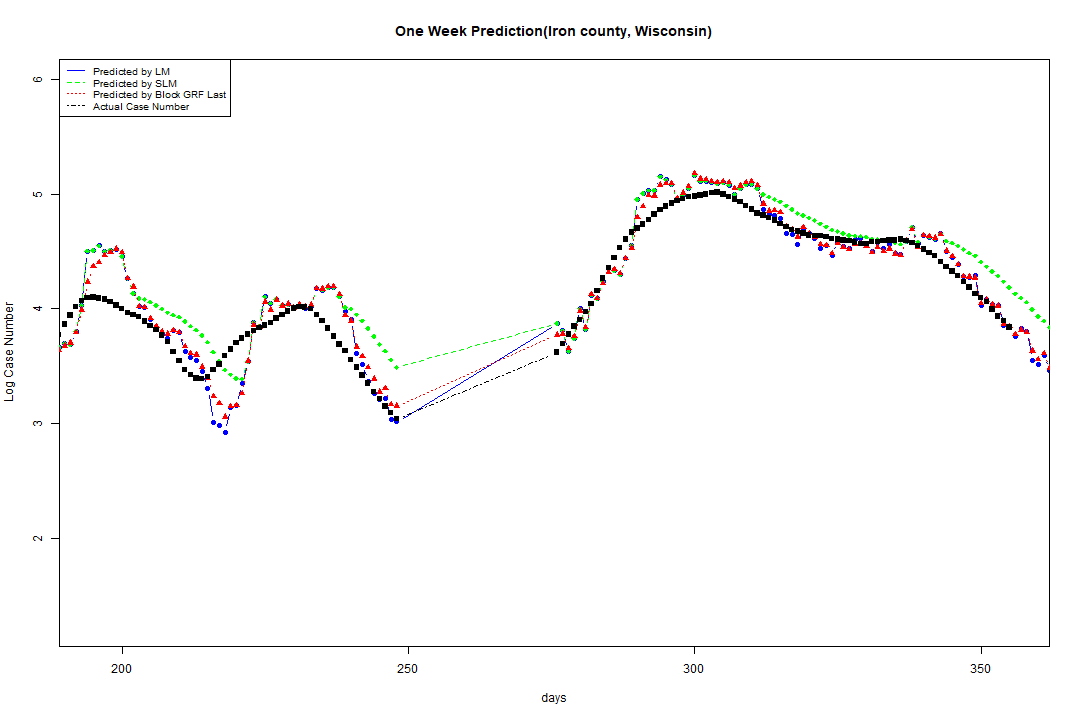 One Week Prediction(Iron county, Wisconsin)
Predicted by LM
Predicted by SLM
Predicted by Block GRF Last
Actual Case Number
6
5
4
3
2
Log Case Number
200
250
300
350
days